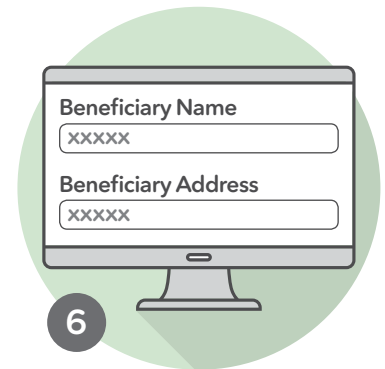 Beneficiary Name
xxxxx
Beneficiary Address
xxxxx
6